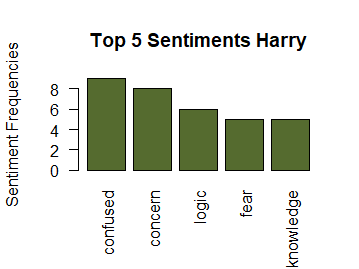 Top 5 Sentiments Harry
Sentiment Frequencies
8
6
4
2
0
confused
concern
logic
fear
knowledge